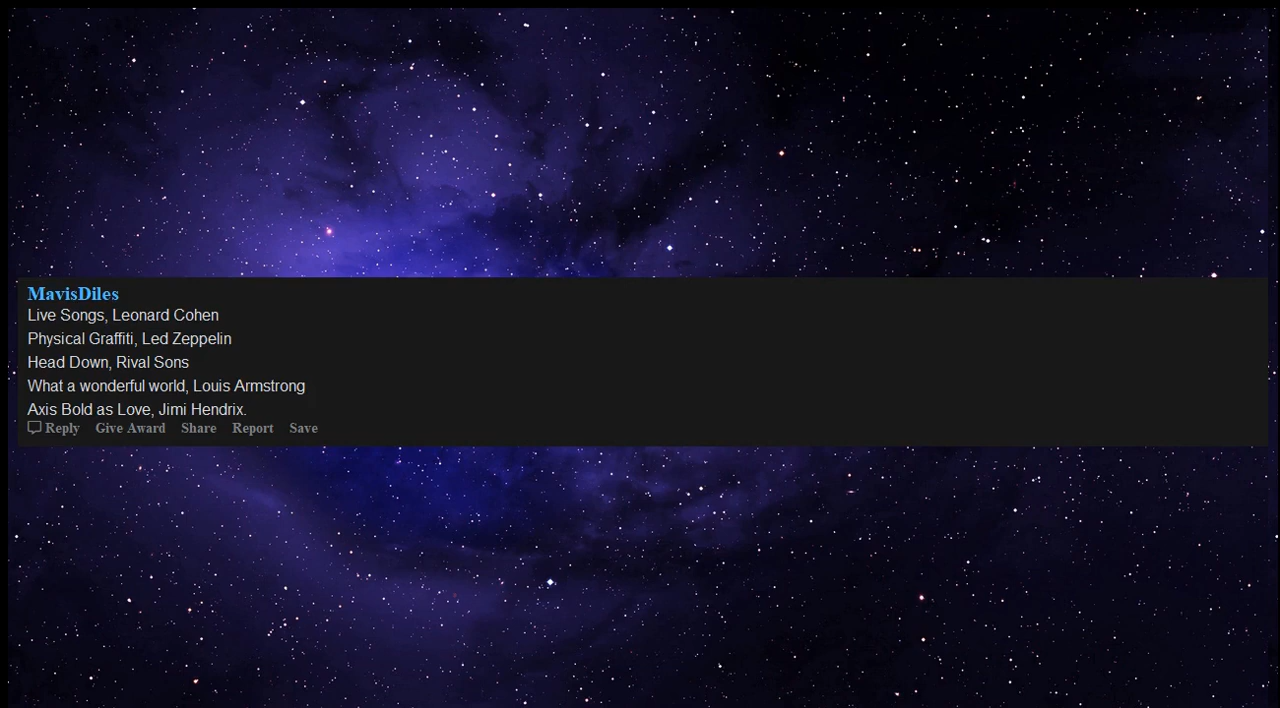 MavisDiles
Live Songs, Leonard Cohen
Physical Graffiti, Led Zeppelin
Head Down, Rival Sons
What a wonderful world, Louis Armstrong
Axis Bold as Love, Jimi Hendrix.
Reply Give Award Share Report Save